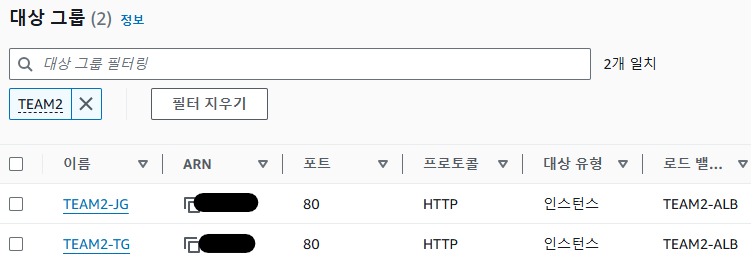 대상 그룹 (2) 정보
대상 그룹 필터링 2개 일치
TEAM2 필터 지우기
이름 ARN 포트 프로토콜 대상 유형 로드 밸...
TEAM2-JG 80 HTTP 인스턴스 TEAM2-ALB
TEAM2-TG 80 HTTP 인스턴스 TEAM2-ALB